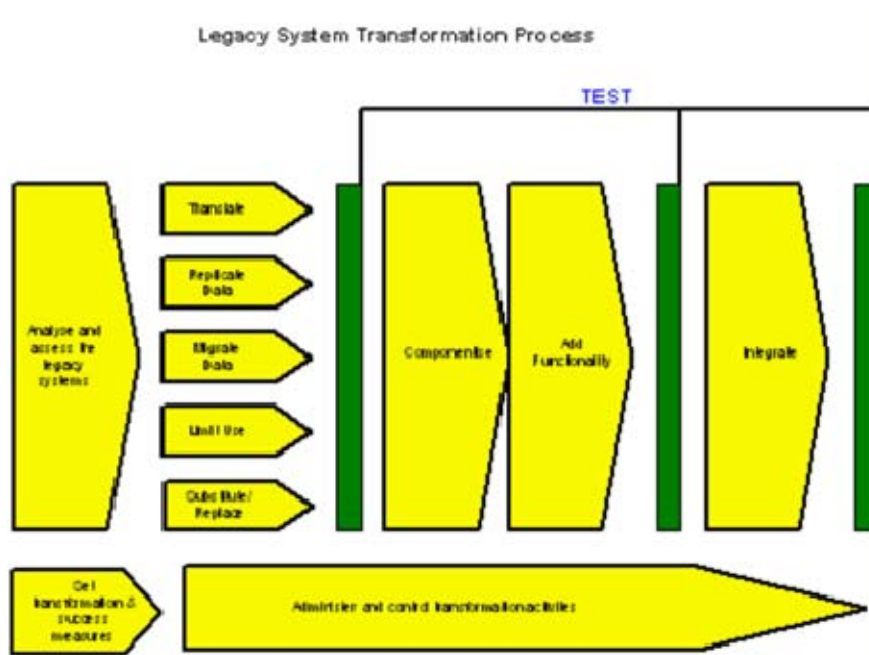 Legacy System Transformation Process
TEST
Analyse and
assess the
legacy
systems
Translate
Replicate
Data
Migrate
Data
Limit Use
Substitute/
Replace
Componentise
Add
Functionality
Integrate
Set
transformation &
success
measures
Administer and control transformation activities